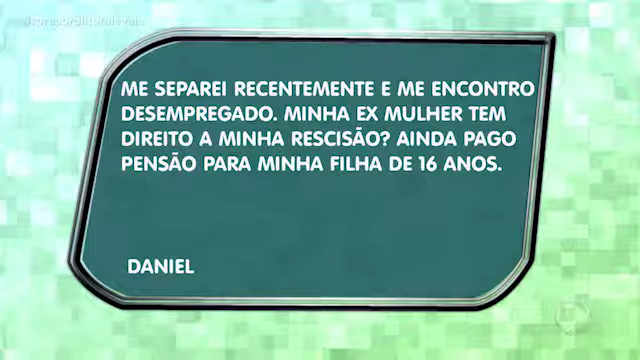 #sprecordlitoralevale
ME SEPAREI RECENTEMENTE E ME ENCONTRO
DESEMPREGADO. MINHA EX MULHER TEM
DIREITO A MINHA RESCISÃO? AINDA PAGO
PENSÃO PARA MINHA FILHA DE 16 ANOS.
DANIEL